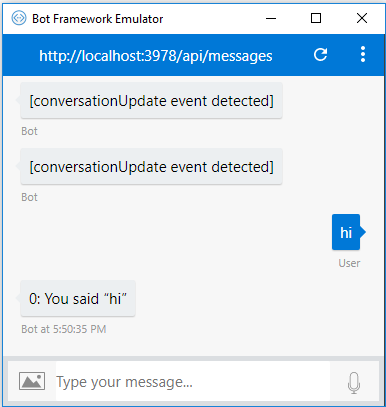 Bot Framework Emulator
http://localhost:3978/api/messages
[conversationUpdate event detected]
Bot
[conversationUpdate event detected]
Bot
hi
User
0: You said “hi”
Bot at 5:50:35 PM
Type your message...